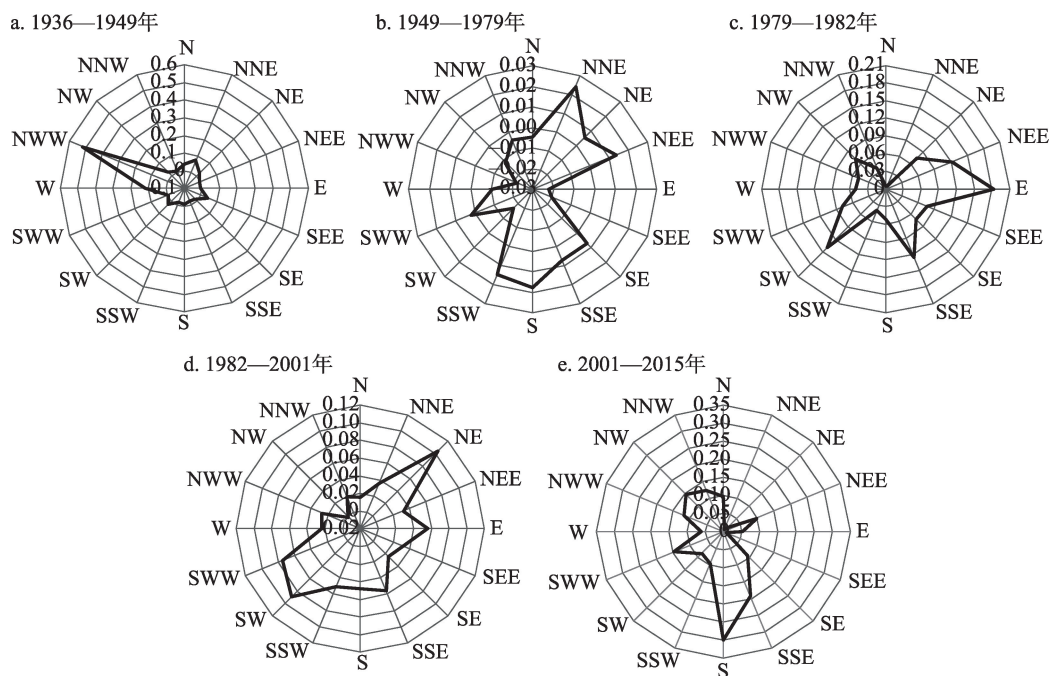 a. 1936—1949年
N
NNE
NE
NEE
E
SEE
SE
SSE
S
SSW
SW
SWW
W
NWW
NW
NNW
0.6
0.5
0.4
0.3
0.2
0.1
0
0.1
b. 1949—1979年
N
NNE
NE
NEE
E
SEE
SE
SSE
S
SSW
SW
SWW
W
NWW
NW
NNW
0.03
0.02
0.01
0.00
0.01
0.02
0.03
c. 1979—1982年
N
NNE
NE
NEE
E
SEE
SE
SSE
S
SSW
SW
SWW
W
NWW
NW
NNW
0.21
0.18
0.15
0.12
0.09
0.06
0.03
0
d. 1982—2001年
N
NNE
NE
NEE
E
SEE
SE
SSE
S
SSW
SW
SWW
W
NWW
NW
NNW
0.12
0.10
0.08
0.06
0.04
0.02
0
0.02
e. 2001—2015年
N
NNE
NE
NEE
E
SEE
SE
SSE
S
SSW
SW
SWW
W
NWW
NW
NNW
0.35
0.30
0.25
0.20
0.15
0.10
0.05
0